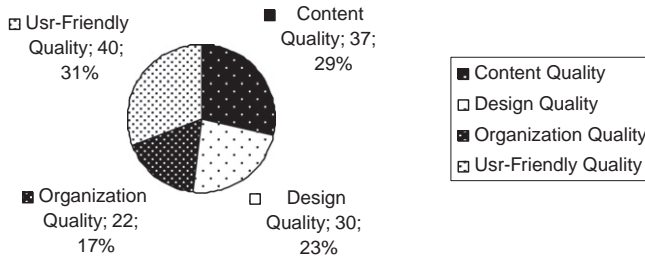 Usr-Friendly
Quality; 40;
31%
Content
Quality; 37;
29%
Organization
Quality; 22;
17%
Design
Quality; 30;
23%
Content Quality
Design Quality
Organization Quality
Usr-Friendly Quality